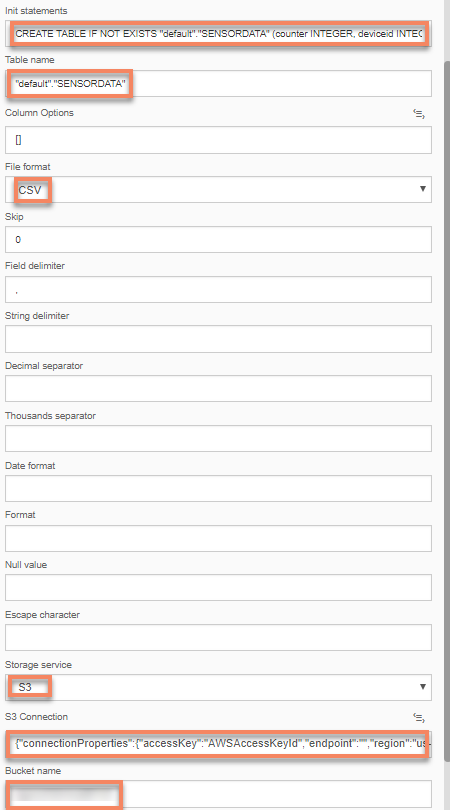 Init statements
CREATE TABLE IF NOT EXISTS "default"."SENSORDATA" (counter INTEGER, deviceid
Table name
"default"."SENSORDATA"
Column Options
[]
File format
CSV
Skip
0
Field delimiter
,
String delimiter
Decimal separator
Thousands separator
Date format
Format
Null value
Escape character
Storage service
S3
S3 Connection
{"connectionProperties":{"accessKey":"AWSAccessKeyId","endpoint":"","region":"us-
Bucket name